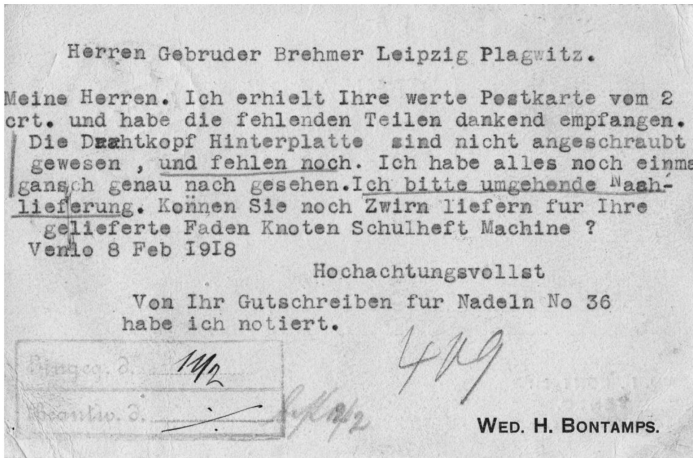 Herren Gebruder Brehmer Leipzig Plagwitz.
Meine Herren. Ich erhielt Ihre werte Postkarte vom 2
crt. und habe die fehlenden Teilen dankend empfangen.
Die Drahtkopf Hinterplatte sind nicht angeschraubt
gewesen , und fehlen noch. Ich habe alles noch einma
gansch genau nach gesehen.Ich bitte umgehende Nach-
lieferung. Konnen Sie noch Zwirn liefern fur Ihre
gelieferte Faden Knoten Schulheft Machine ?
Venlo 8 Feb 1918
Hochachtungsvollst
Von Ihr Gutschreiben fur Nadeln No 36
habe ich notiert.
409
Eingeg. d. 11/2
Beantw. d.
WED. H. BONTAMPS.